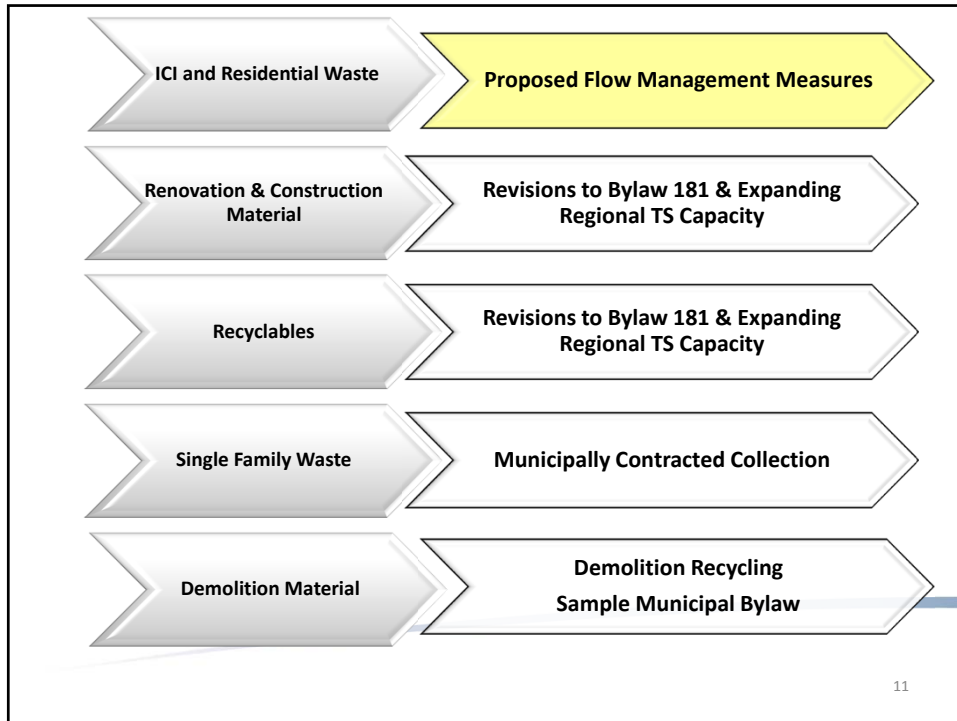 ICI and Residential Waste
Proposed Flow Management Measures
Renovation & Construction
Material
Revisions to Bylaw 181 & Expanding
Regional TS Capacity
Recyclables
Revisions to Bylaw 181 & Expanding
Regional TS Capacity
Single Family Waste
Municipally Contracted Collection
Demolition Material
Demolition Recycling
Sample Municipal Bylaw
11